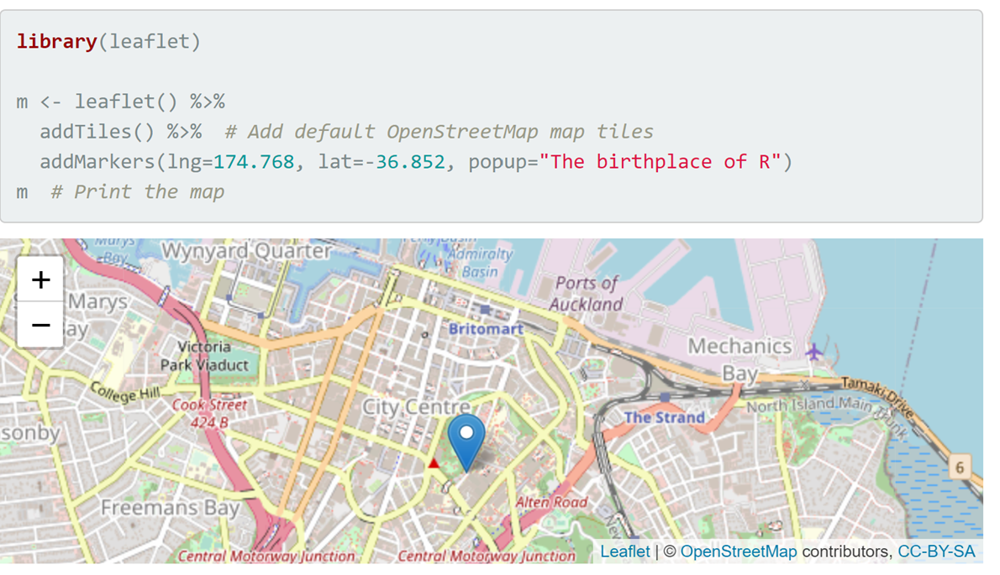 library(leaflet)
m <- leaflet() %>%
addTiles() %>%  # Add default OpenStreetMap map tiles
addMarkers(lng=174.768, lat=-36.852, popup="The birthplace of R")
m  # Print the map
Marys
Bay
Wynyard Quarter
Admiralty
Basin
Ports of
Auckland
+
−
Marys
Britomart
Mechanics
Bay
Victoria
Park Viaduct
College Hill
Cook Street
424 B
City Centre
The Strand
Tamaki Drive
North Island Main Trunk
sonby
6
Freemans Bay
Alten Road
Central Motorway Junction
Central Motorway Junction
Leaflet | © OpenStreetMap contributors, CC-BY-SA